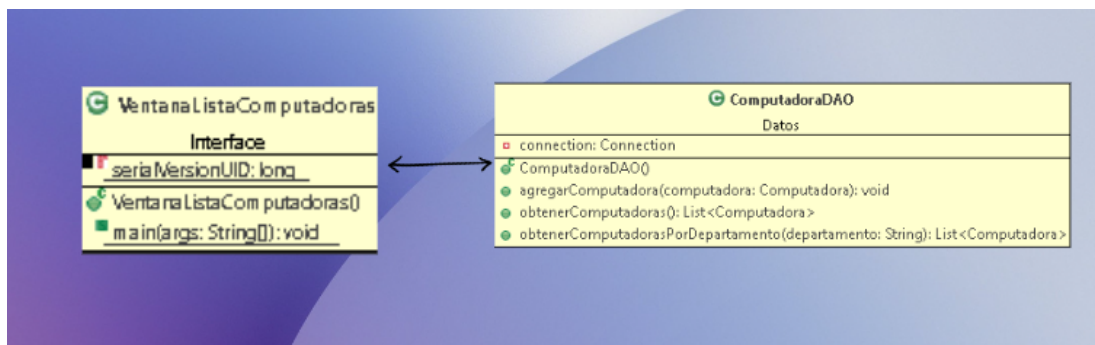 VentanaListaComputadoras
Interface
serialVersionUID: long
VentanaListaComputadoras()
main(args: String[]): void
ComputadoraDAO
Datos
connection: Connection
ComputadoraDAO()
agregarComputadora(computadora: Computadora): void
obtenerComputadoras(): List<Computadora>
obtenerComputadorasPorDepartamento(departamento: String): List<Computadora>